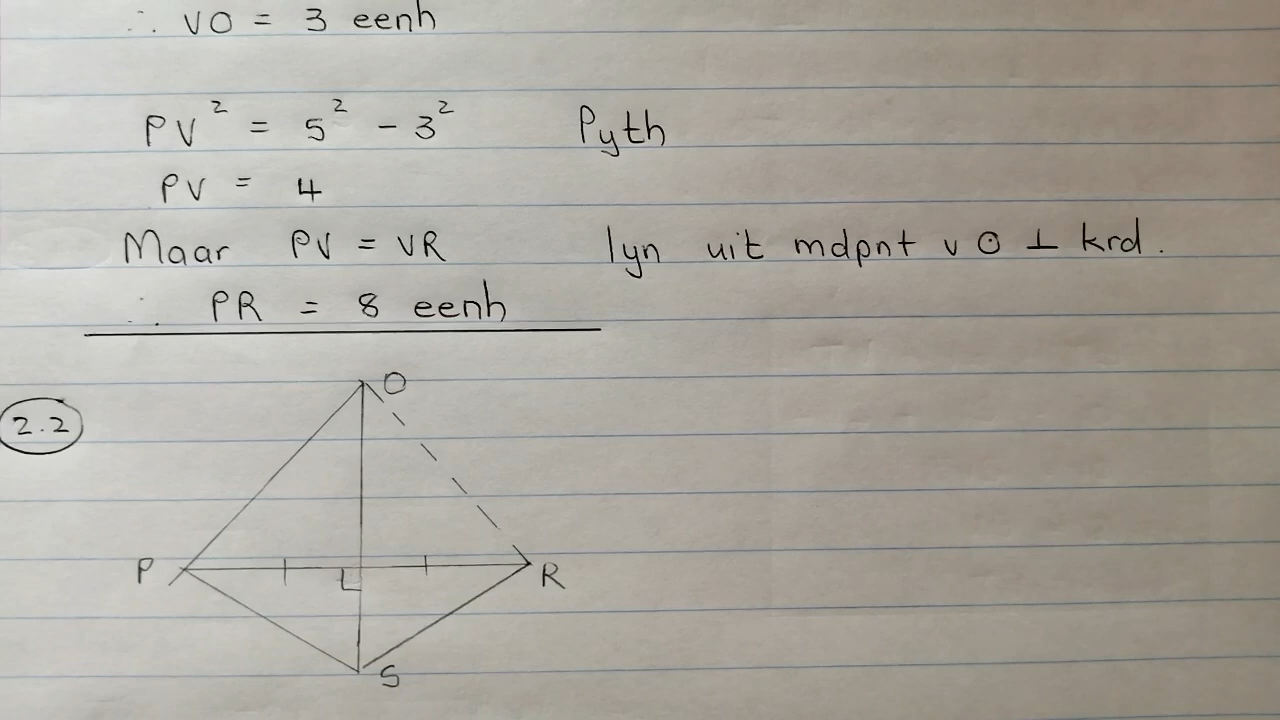 ∴ VO = 3 eenh
PV² = 5² - 3² Pyth
PV = 4
Maar PV = VR lyn uit mdpnt v ⊙ ⊥ krd.
∴ PR = 8 eenh
2.2
O
P
R
S